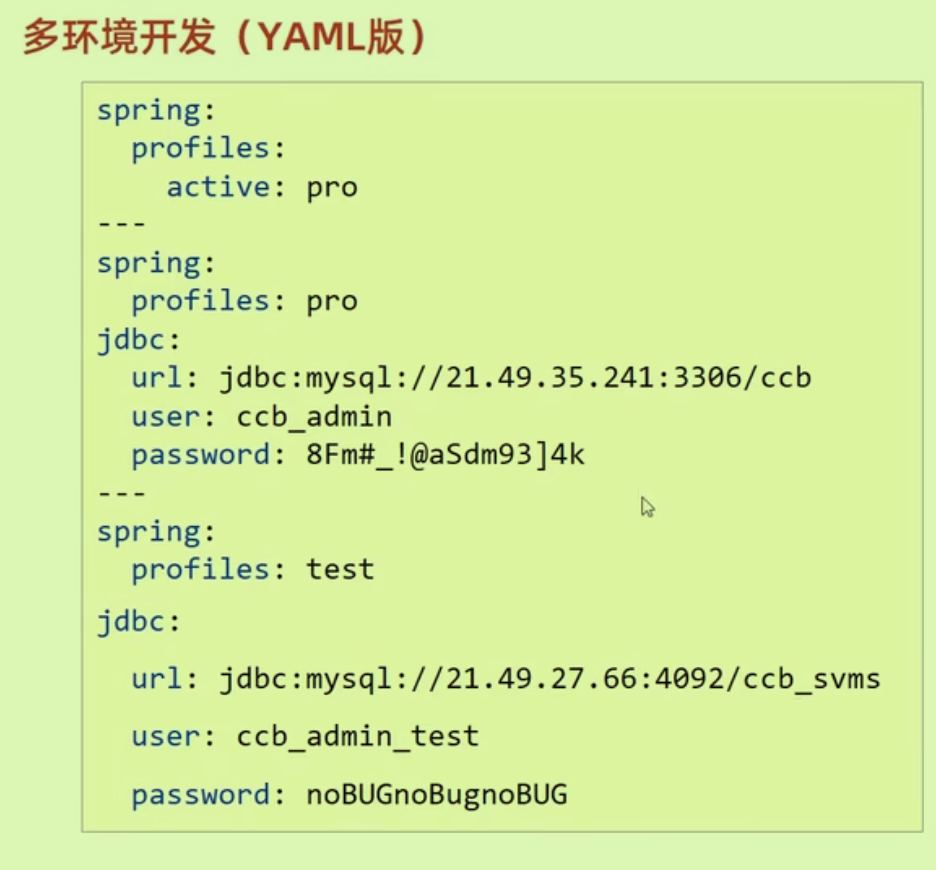 多环境开发（YAML版）
spring:
  profiles:
    active: pro
---
spring:
  profiles: pro
jdbc:
  url: jdbc:mysql://21.49.35.241:3306/ccb
  user: ccb_admin
  password: 8Fm#_!@aSdm93]4k
---
spring:
  profiles: test
jdbc:
  url: jdbc:mysql://21.49.27.66:4092/ccb_svms
  user: ccb_admin_test
  password: noBUGnoBugnoBUG